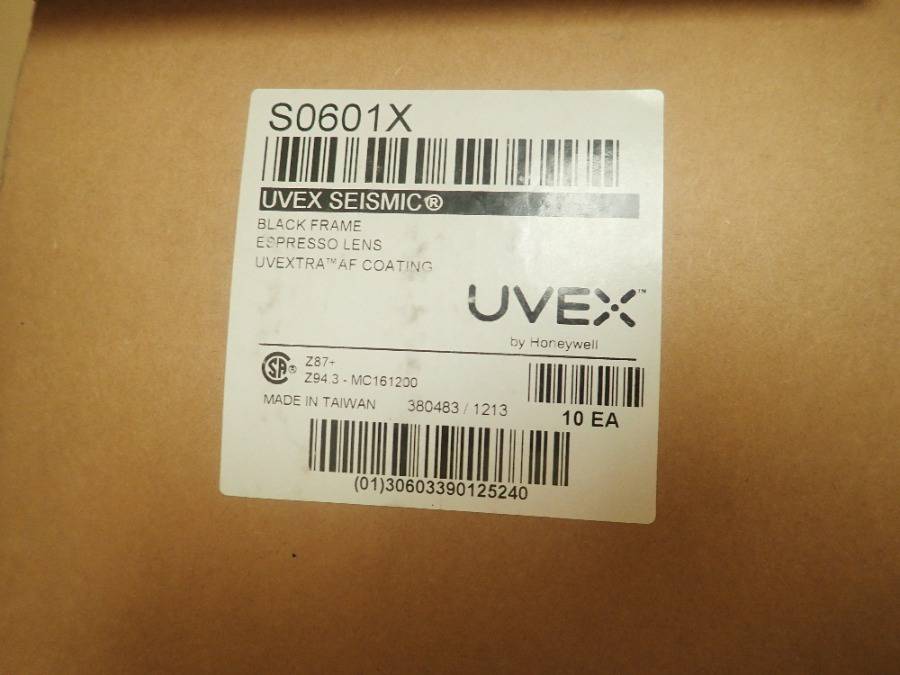 S0601X
UVEX SEISMIC®
BLACK FRAME
ESPRESSO LENS
UVEXTRA™AF COATING
UVEX™
by Honeywell
CSA® Z87+
Z94.3 - MC161200
MADE IN TAIWAN 380483 / 1213
10 EA
(01)30603390125240